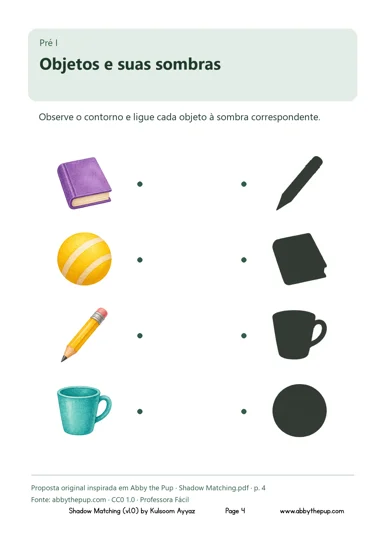 Pré I
Objetos e suas sombras
Observe o contorno e ligue cada objeto à sombra correspondente.
Proposta original inspirada em Abby the Pup · Shadow Matching.pdf · p. 4
Fonte: abbythepup.com · CC0 1.0 · Professora Fácil
Shadow Matching (v1.0) by Kulsoom Ayyaz Page 4 www.abbythepup.com